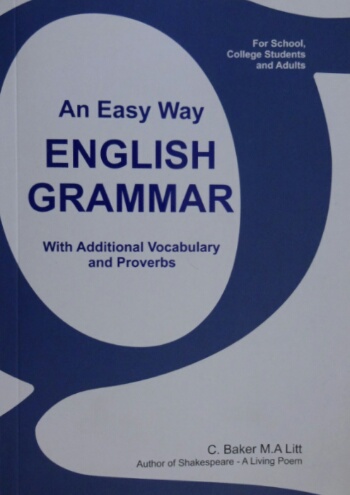 For School,
College Students
and Adults
An Easy Way
ENGLISH
GRAMMAR
With Additional Vocabulary
and Proverbs
C. Baker M.A Litt
Author of Shakespeare - A Living Poem